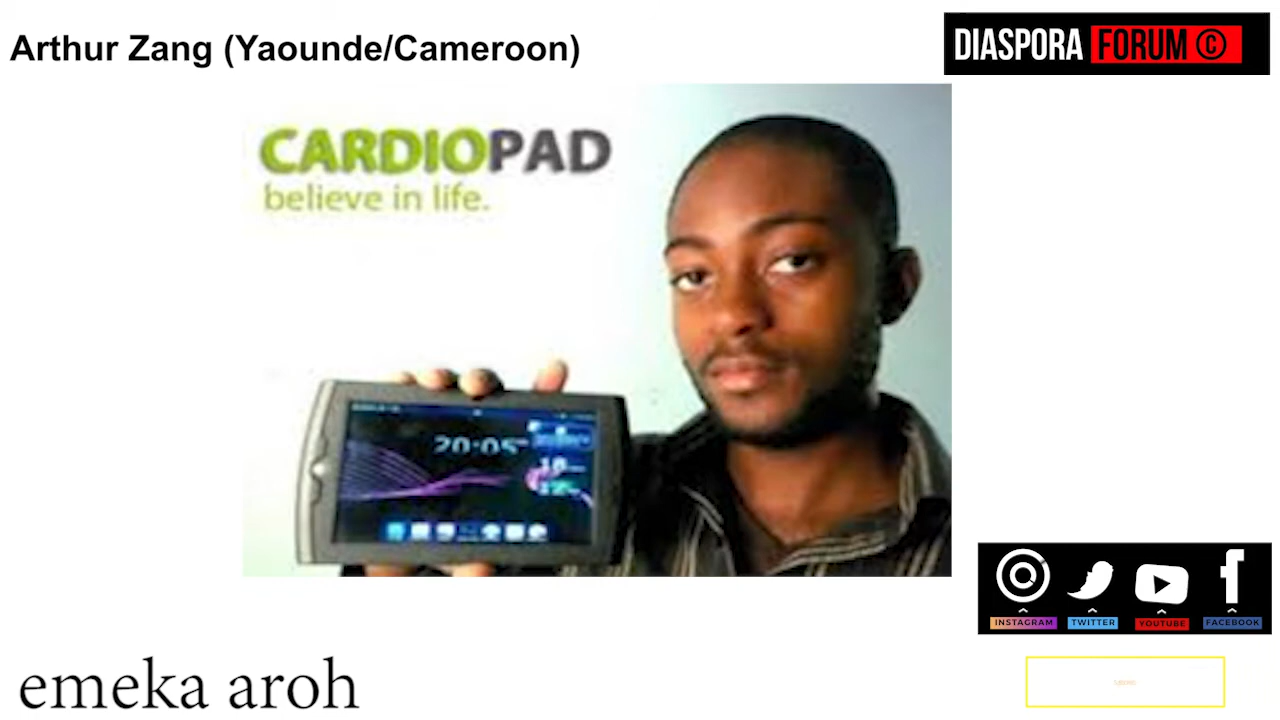 Arthur Zang (Yaounde/Cameroon)
DIASPORA FORUM ©
CARDIOPAD
believe in life.
20:05
INSTAGRAM TWITTER YOUTUBE FACEBOOK
emeka aroh